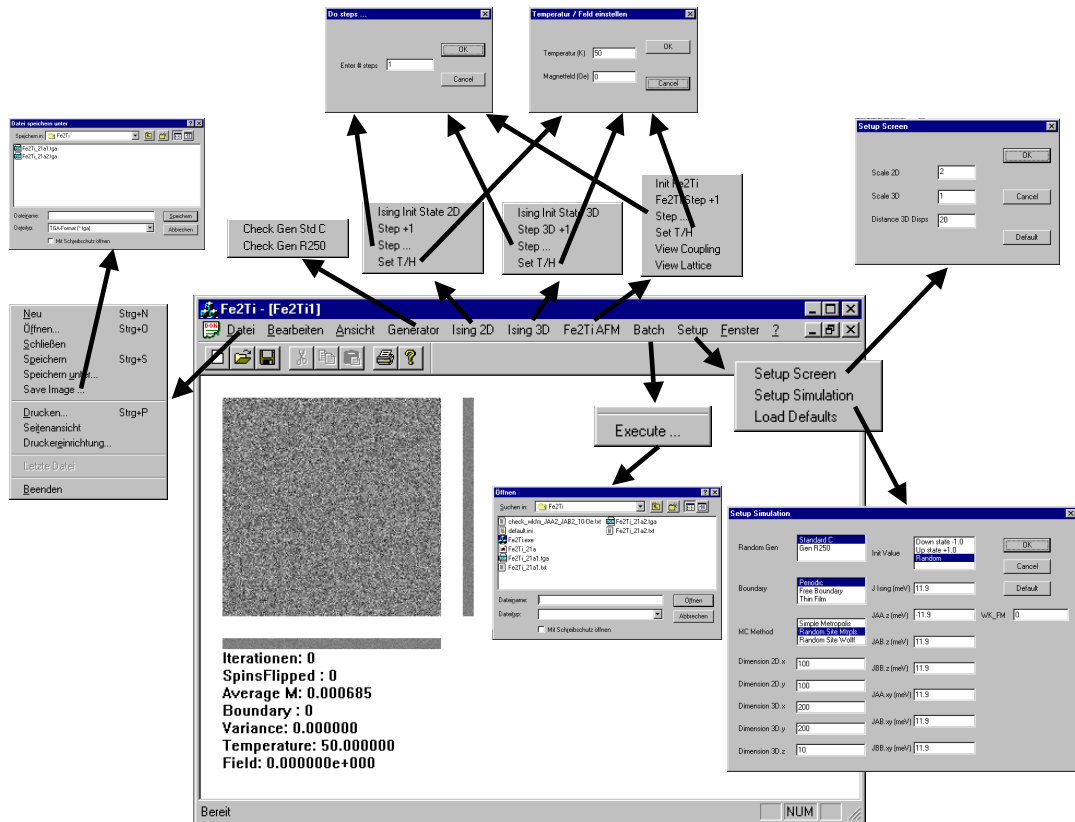 Do steps ...
Enter # steps
1
OK
Cancel
Temperatur / Feld einstellen
Temperatur (K)
50
Magnetfeld (Oe)
0
OK
Cancel
Datei speichern unter
Speichern in:
Fe2Ti
Fe2Ti_21a1.tga
Fe2Ti_21a2.tga
Dateiname:
Speichern
Dateityp:
TGA-Format (*.tga)
Abbrechen
Mit Schreibschutz öffnen
Setup Screen
Scale 2D
2
Scale 3D
1
Distance 3D Disps
20
OK
Cancel
Default
Check Gen Std C
Check Gen R250
Ising Init State 2D
Step +1
Step ...
Set T/H
Ising Init State 3D
Step 3D +1
Step ...
Set T/H
Init Fe2Ti
Fe2Ti Step +1
Step ...
Set T/H
View Coupling
View Lattice
Neu Strg+N
Öffnen... Strg+O
Schließen
Speichern Strg+S
Speichern unter...
Save Image ...
Drucken... Strg+P
Seitenansicht
Druckereinrichtung...
Letzte Datei
Beenden
Fe2Ti - [Fe2Ti1]
Datei Bearbeiten Ansicht Generator Ising 2D Ising 3D Fe2Ti AFM Batch Setup Fenster ?
Setup Screen
Setup Simulation
Load Defaults
Execute ...
Öffnen
Suchen in:
Fe2Ti
check_wkfm_JAA2_JAB2_10-Oe.txt
default.ini
Fe2Ti.exe
Fe2Ti_21a
Fe2Ti_21a1.tga
Fe2Ti_21a1.txt
Fe2Ti_21a2.tga
Fe2Ti_21a2.txt
Dateiname:
Öffnen
Dateityp:
Abbrechen
Mit Schreibschutz öffnen
Setup Simulation
Random Gen
Standard C
Gen R250
Boundary
Periodic
Free Boundary
Thin Film
MC Method
Simple Metropolis
Random Site Mtrpls.
Random Site Wolff
Dimension 2D.x
100
Dimension 2D.y
100
Dimension 3D.x
200
Dimension 3D.y
200
Dimension 3D.z
10
Init Value
Down state -1.0
Up state +1.0
Random
J Ising (meV)
11.9
JAA.z (meV)
-11.9
JAB.z (meV)
11.9
JBB.z (meV)
11.9
JAA.xy (meV)
11.9
JAB.xy (meV)
11.9
JBB.xy (meV)
11.9
OK
Cancel
Default
WK_FM
0
Iterationen: 0
SpinsFlipped : 0
Average M: 0.000685
Boundary : 0
Variance: 0.000000
Temperature: 50.000000
Field: 0.000000e+000
Bereit
NUM